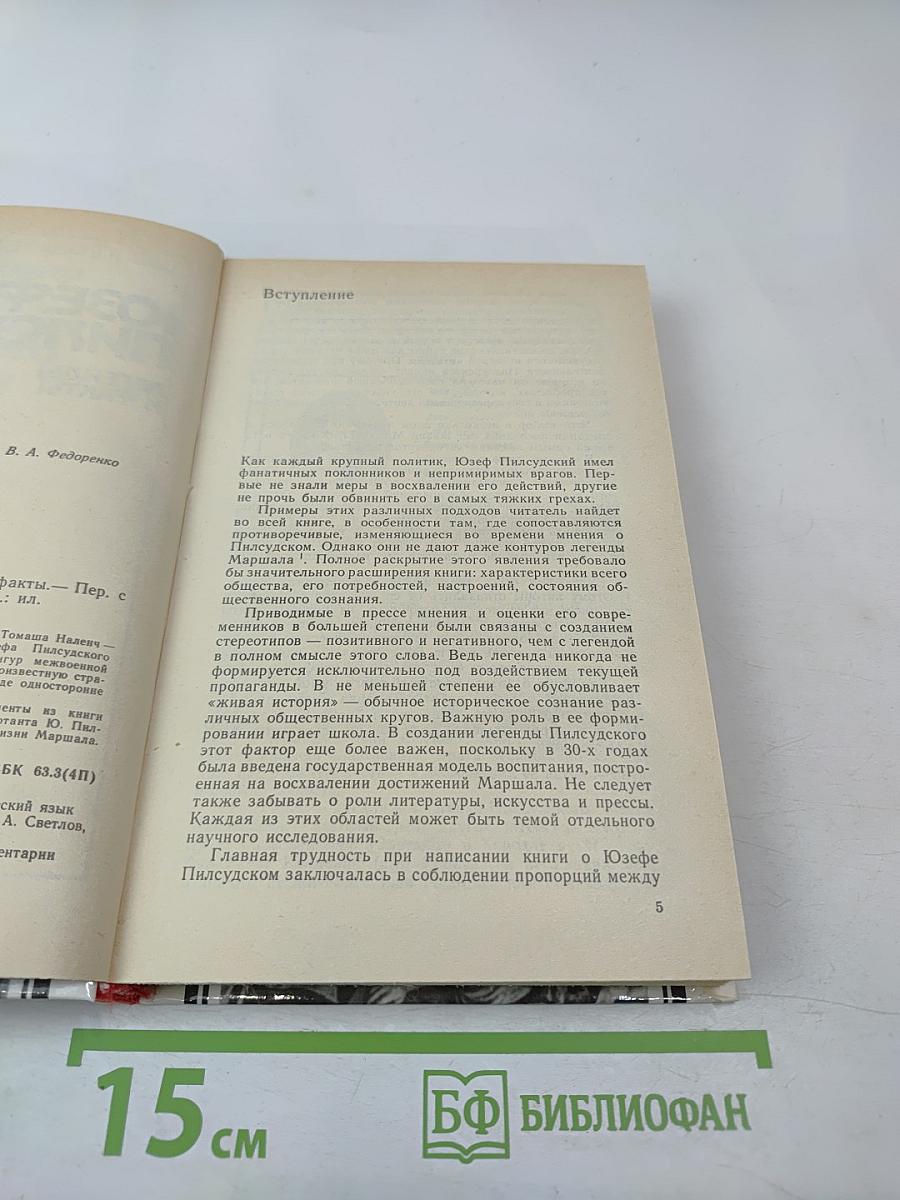 В. А. Федоренко
факты.— Пер. с
.: ил.
Томаша Наленч —
фа Пилсудского
гур межвоенной
оизвестную стра-
де односторонне
менты из книги
ютанта Ю. Пил-
изни Маршала.
БК 63.3(4П)
ский язык
А. Светлов,
ентарии
Вступление
Как каждый крупный политик, Юзеф Пилсудский имел
фанатичных поклонников и непримиримых врагов. Пер-
вые не знали меры в восхвалении его действий, другие
не прочь были обвинить его в самых тяжких грехах.
Примеры этих различных подходов читатель найдет
во всей книге, в особенности там, где сопоставляются
противоречивые, изменяющиеся во времени мнения о
Пилсудском. Однако они не дают даже контуров легенды
Маршала 1. Полное раскрытие этого явления требовало
бы значительного расширения книги: характеристики всего
общества, его потребностей, настроений, состояния об-
щественного сознания.
Приводимые в прессе мнения и оценки его совре-
менников в большей степени были связаны с созданием
стереотипов — позитивного и негативного, чем с легендой
в полном смысле этого слова. Ведь легенда никогда не
формируется исключительно под воздействием текущей
пропаганды. В не меньшей степени ее обусловливает
«живая история» — обычное историческое сознание раз-
личных общественных кругов. Важную роль в ее форми-
ровании играет школа. В создании легенды Пилсудского
этот фактор еще более важен, поскольку в 30-х годах
была введена государственная модель воспитания, построен-
на на восхвалении достижений Маршала. Не следует
также забывать о роли литературы, искусства и прессы.
Каждая из этих областей может быть темой отдельного
научного исследования.
Главная трудность при написании книги о Юзефе
Пилсудском заключалась в соблюдении пропорций между
5
15 см
БФ БИБЛИОФАН